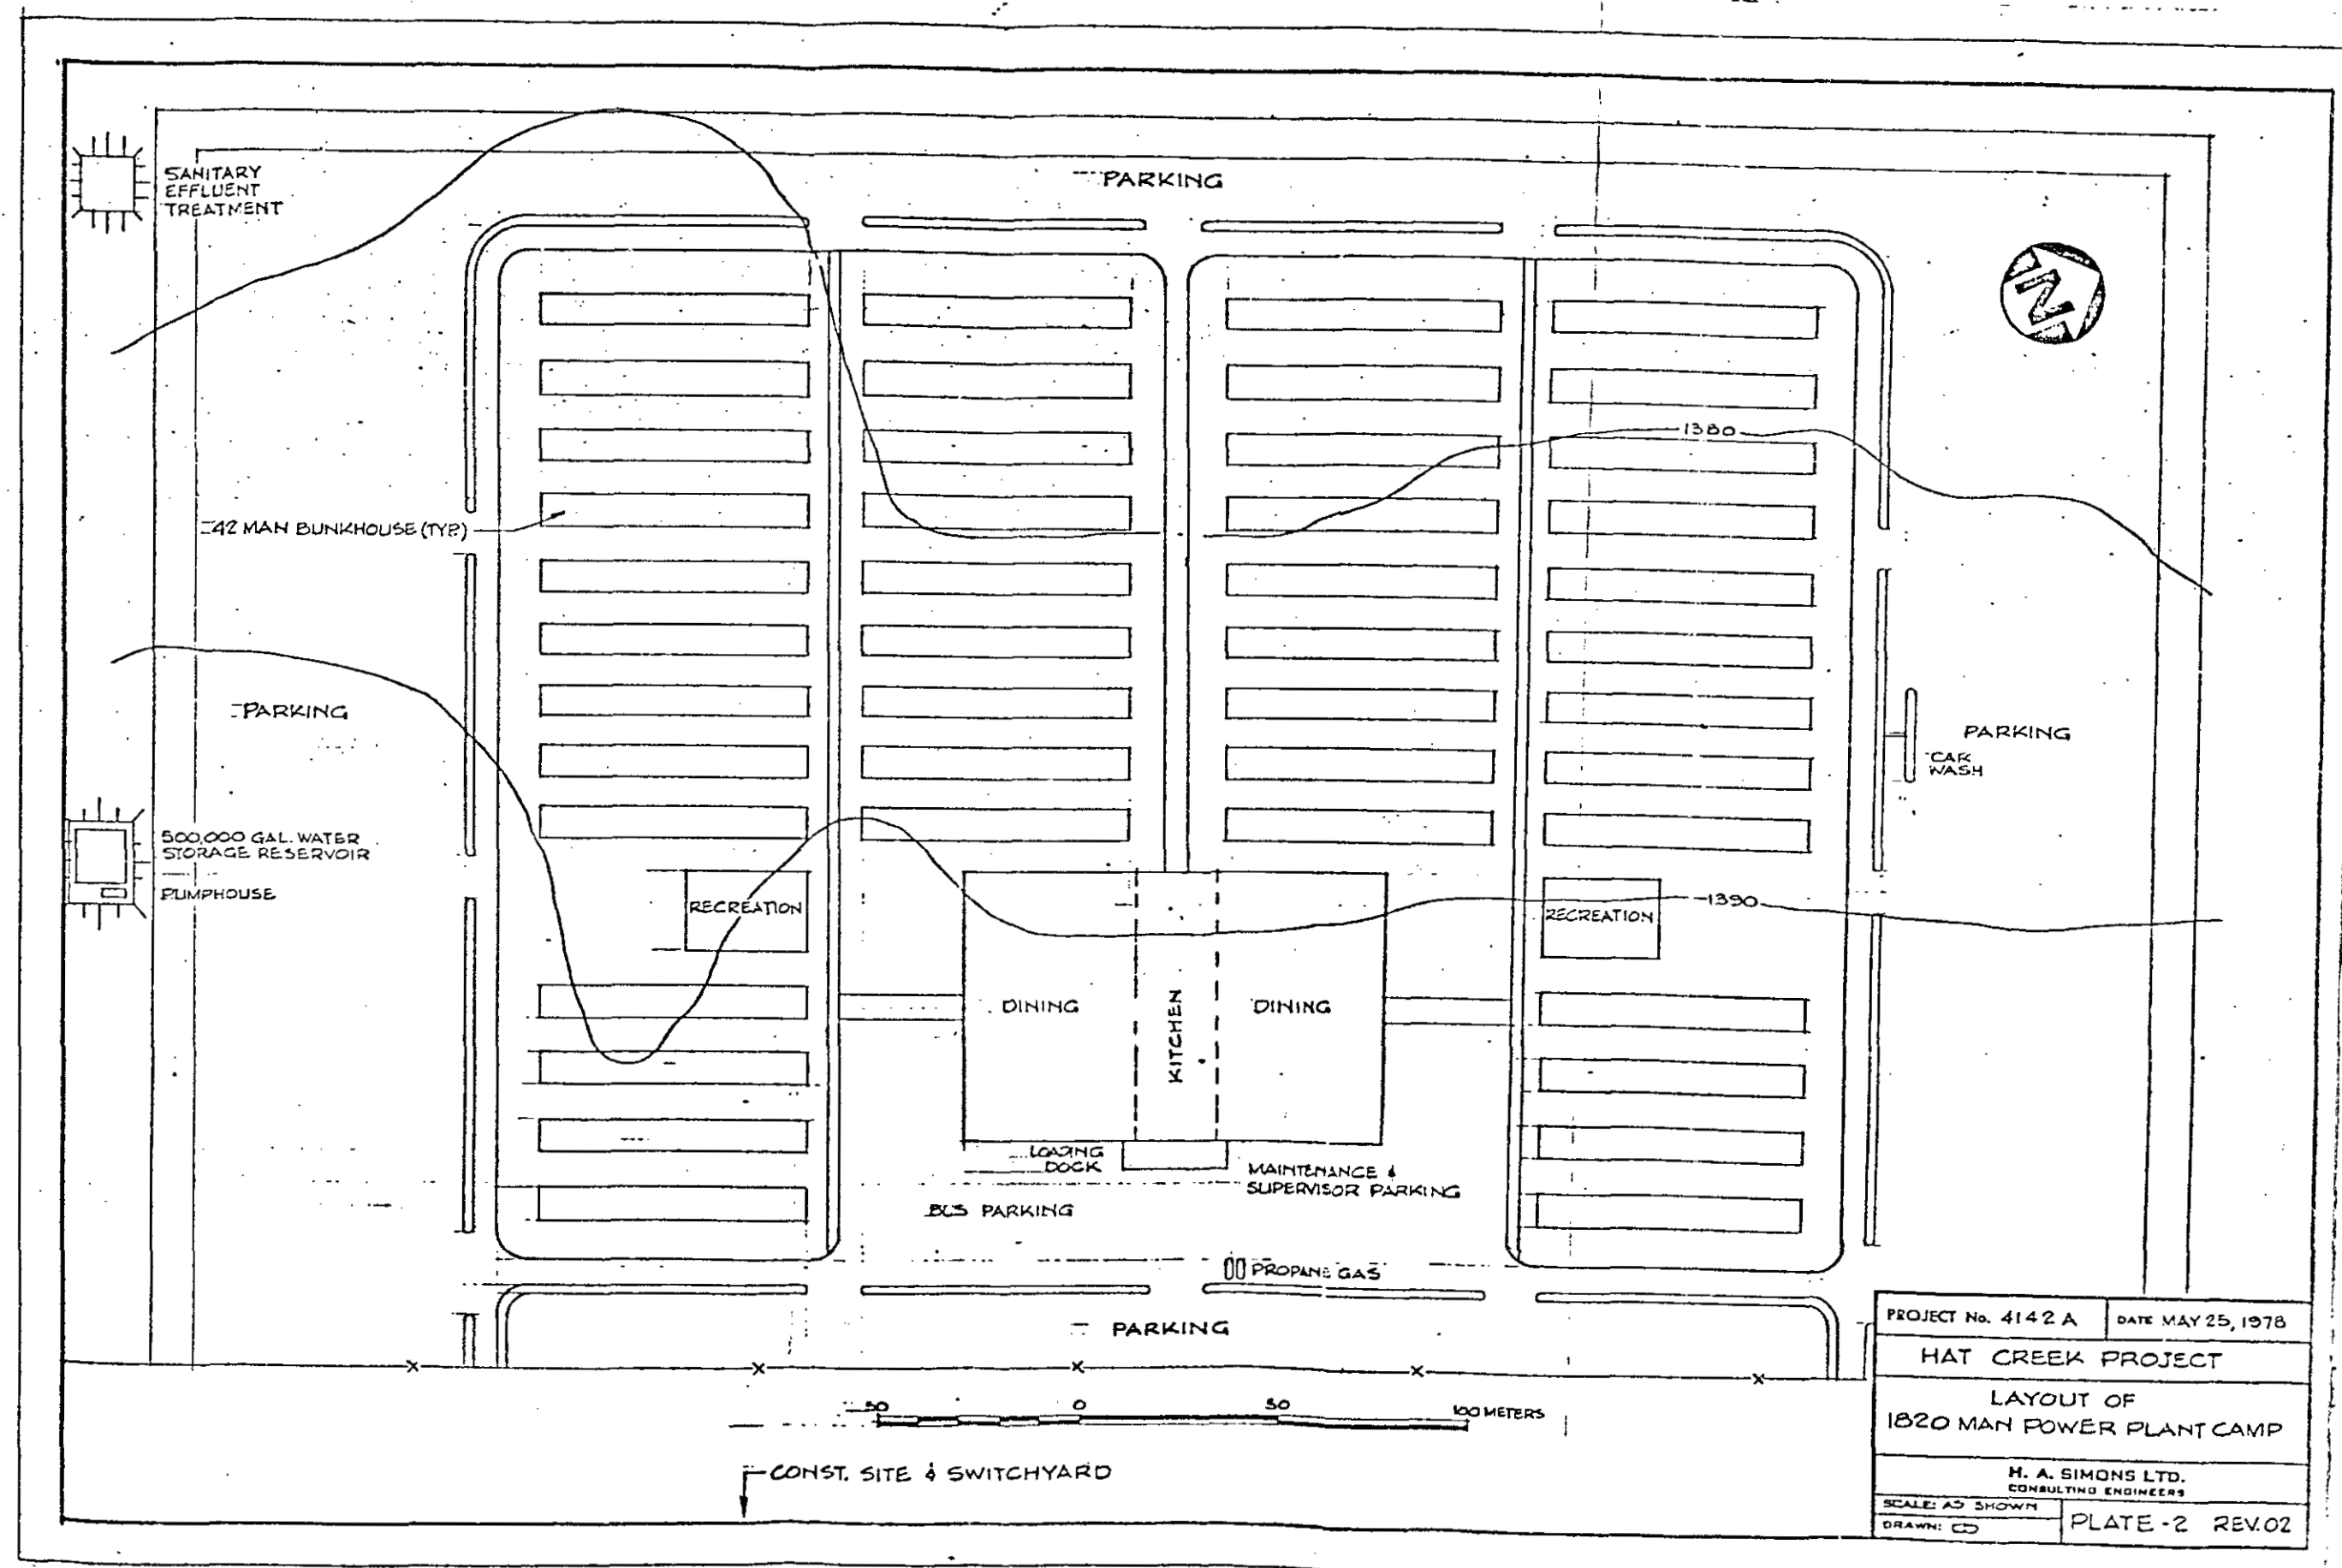 PARKING
SANITARY
EFFLUENT
TREATMENT
N
1380
42 MAN BUNKHOUSE (TYP.)
PARKING
PARKING
CAR
WASH
500,000 GAL. WATER
STORAGE RESERVOIR
PUMPHOUSE
RECREATION
1390
RECREATION
DINING
KITCHEN
DINING
LOADING
DOCK
MAINTENANCE &
SUPERVISOR PARKING
BUS PARKING
PROPANE GAS
PARKING
50 0 50 100 METERS
CONST. SITE & SWITCHYARD
PROJECT No. 4142 A
DATE MAY 25, 1978
HAT CREEK PROJECT
LAYOUT OF
1820 MAN POWER PLANT CAMP
H. A. SIMONS LTD.
CONSULTING ENGINEERS
SCALE: AS SHOWN
DRAWN:
PLATE - 2 REV. 02